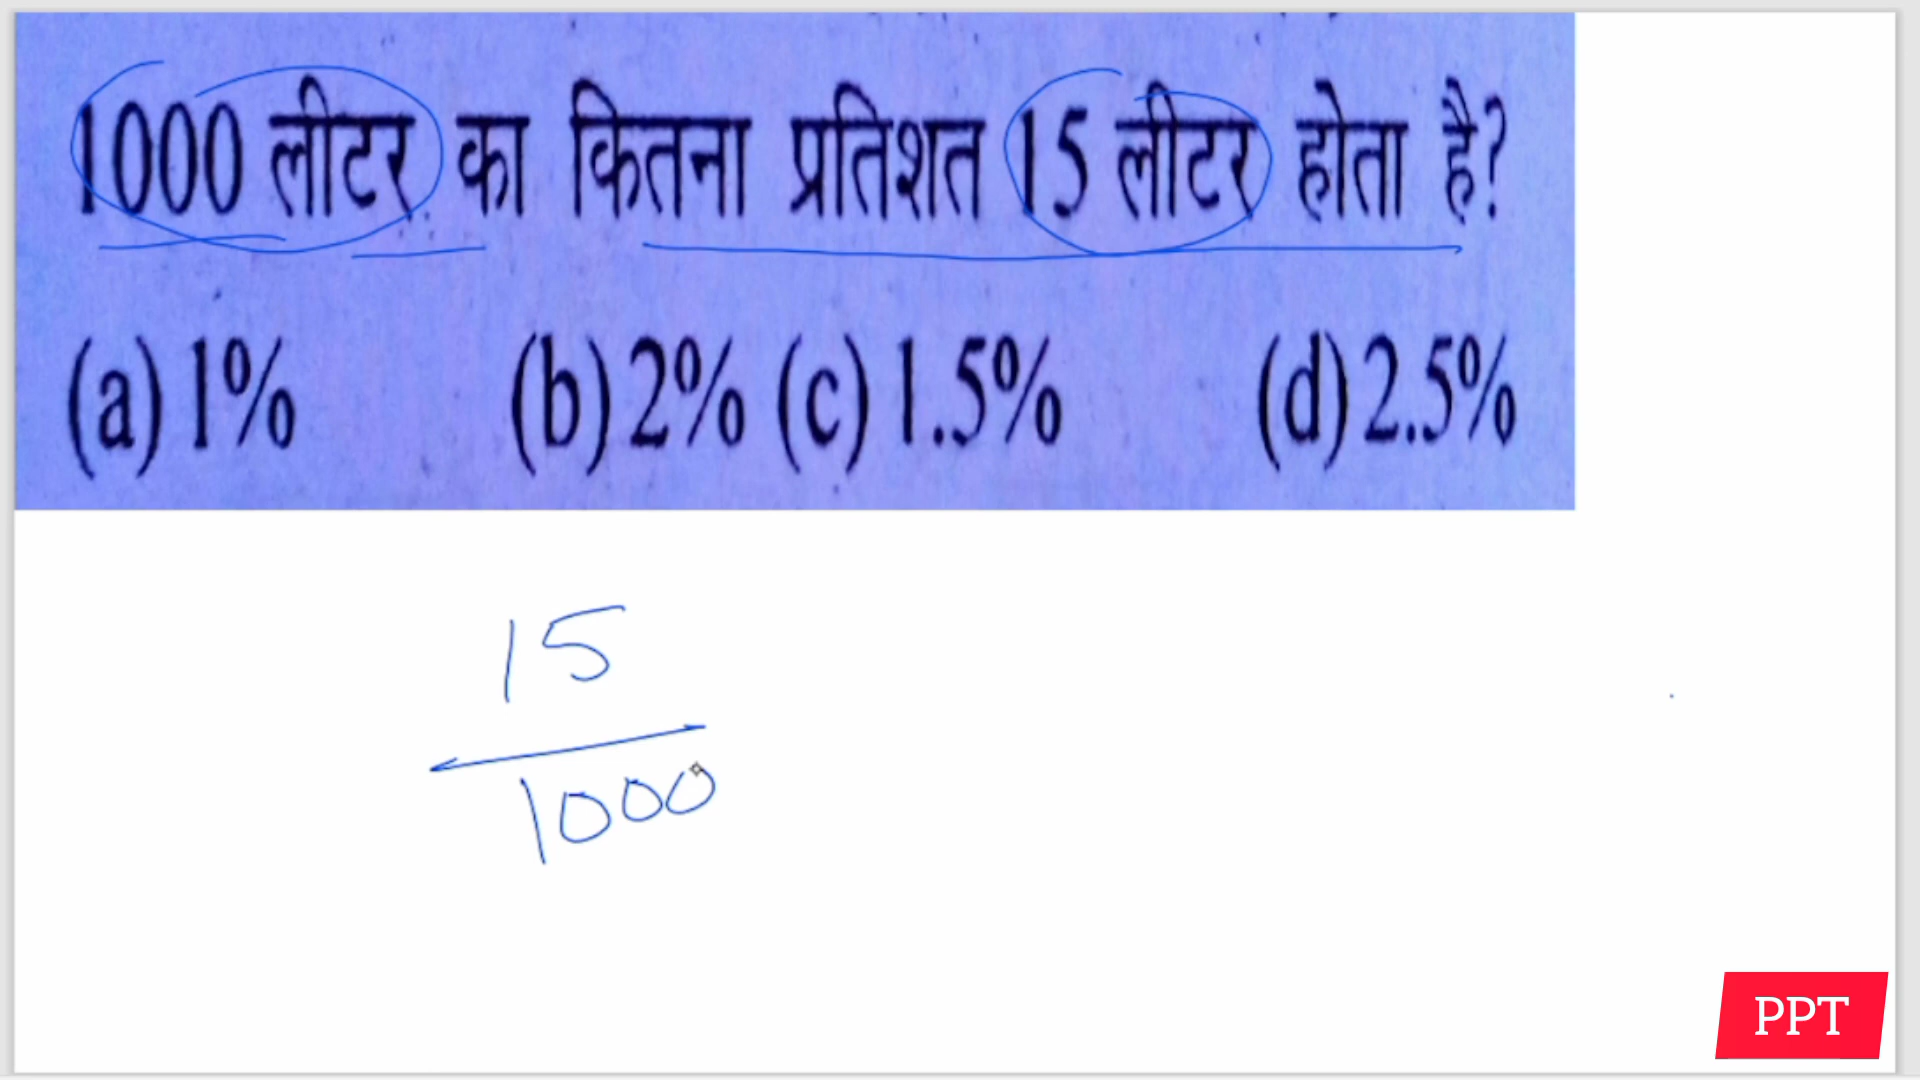 1000 लीटर का कितना प्रतिशत 15 लीटर होता है?
(a) 1% (b) 2% (c) 1.5% (d) 2.5%
15
1000
PPT